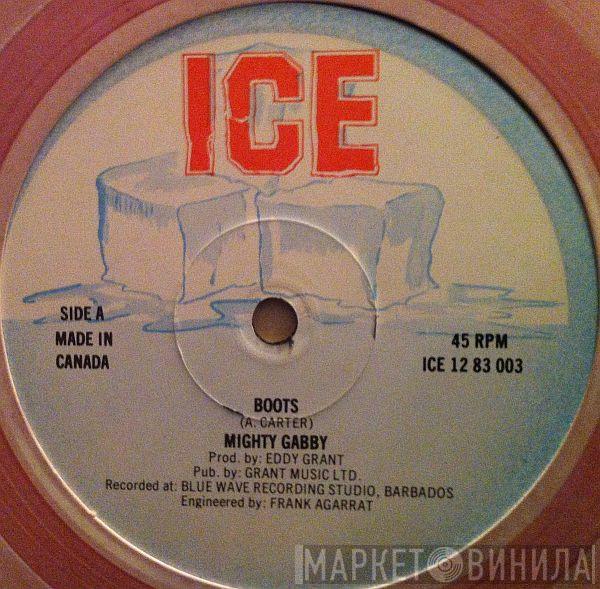 ICE
SIDE A
MADE IN
CANADA
45 RPM
ICE 12 83 003
BOOTS
(A. CARTER)
MIGHTY GABBY
Prod. by: EDDY GRANT
Pub. by: GRANT MUSIC LTD.
Recorded at: BLUE WAVE RECORDING STUDIO, BARBADOS
Engineered by: FRANK AGARRAT
МАРКЕТ ВИНИЛА